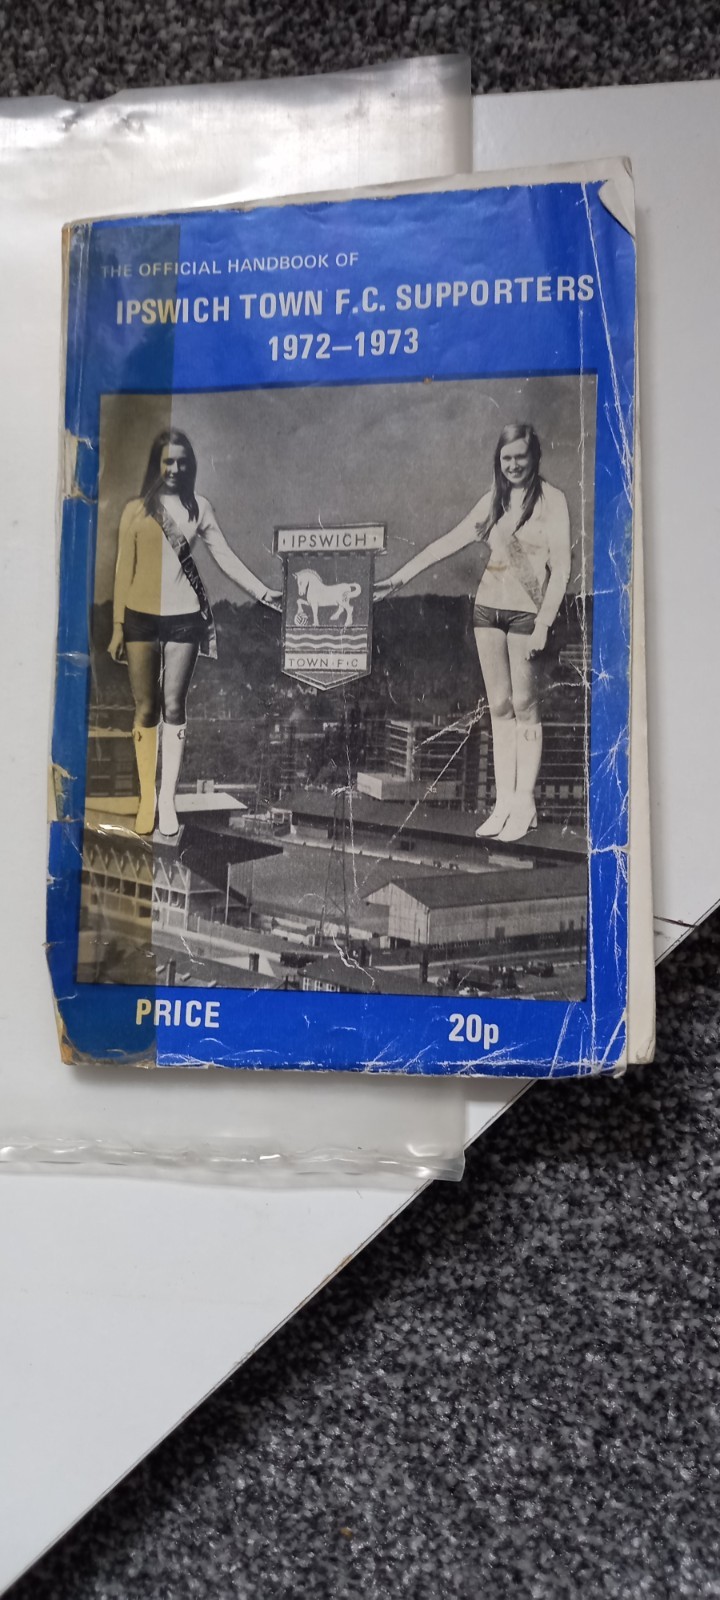 THE OFFICIAL HANDBOOK OF
IPSWICH TOWN F.C. SUPPORTERS
1972–1973
IPSWICH
TOWN·F·C
PRICE 20p